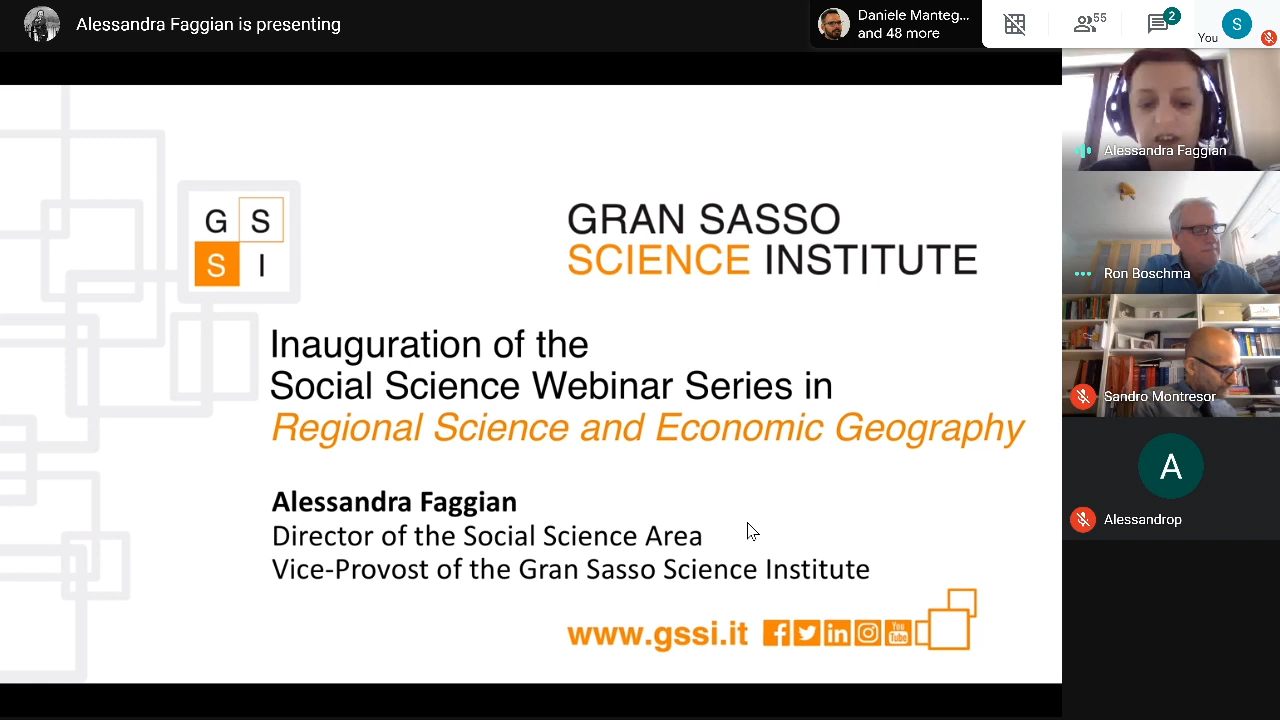 Alessandra Faggian is presenting
Daniele Manteg...
and 48 more
55
2
You
S
G S
S I
GRAN SASSO
SCIENCE INSTITUTE
Inauguration of the
Social Science Webinar Series in
Regional Science and Economic Geography
Alessandra Faggian
Director of the Social Science Area
Vice-Provost of the Gran Sasso Science Institute
www.gssi.it
You
Tube
Alessandra Faggian
Ron Boschma
Sandro Montresor
A
Alessandrop